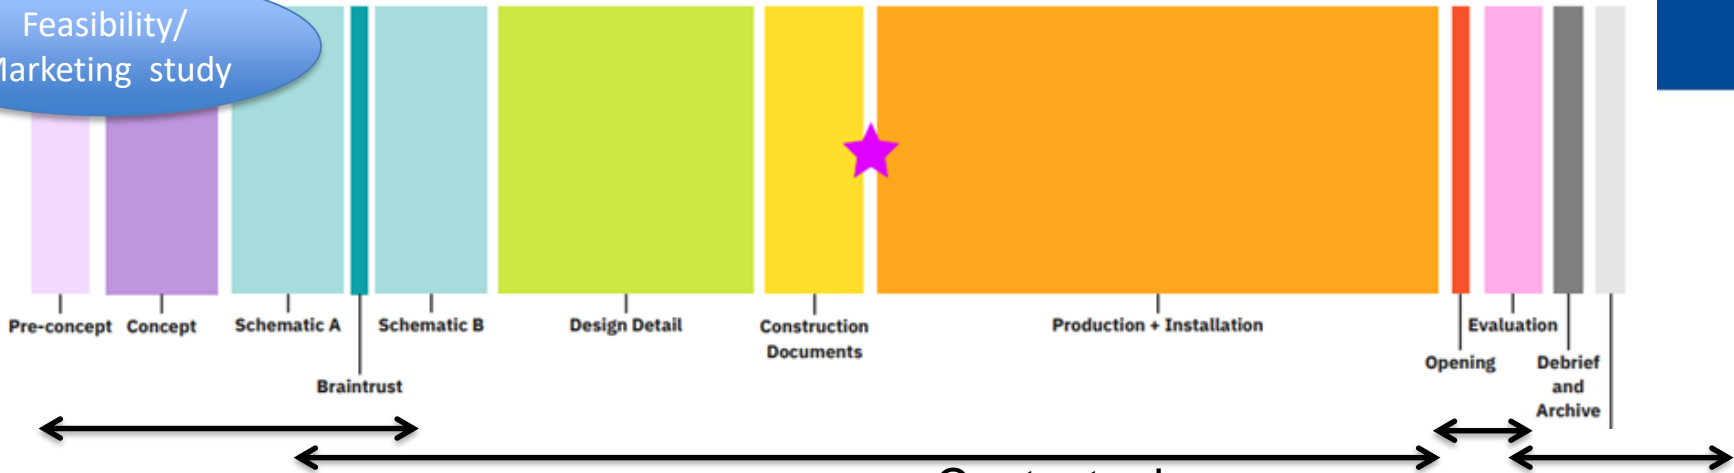 Feasibility/
Marketing study
Pre-concept Concept Schematic A Schematic B Design Detail Construction Documents Production + Installation Evaluation
Opening Debrief and Archive
Braintrust